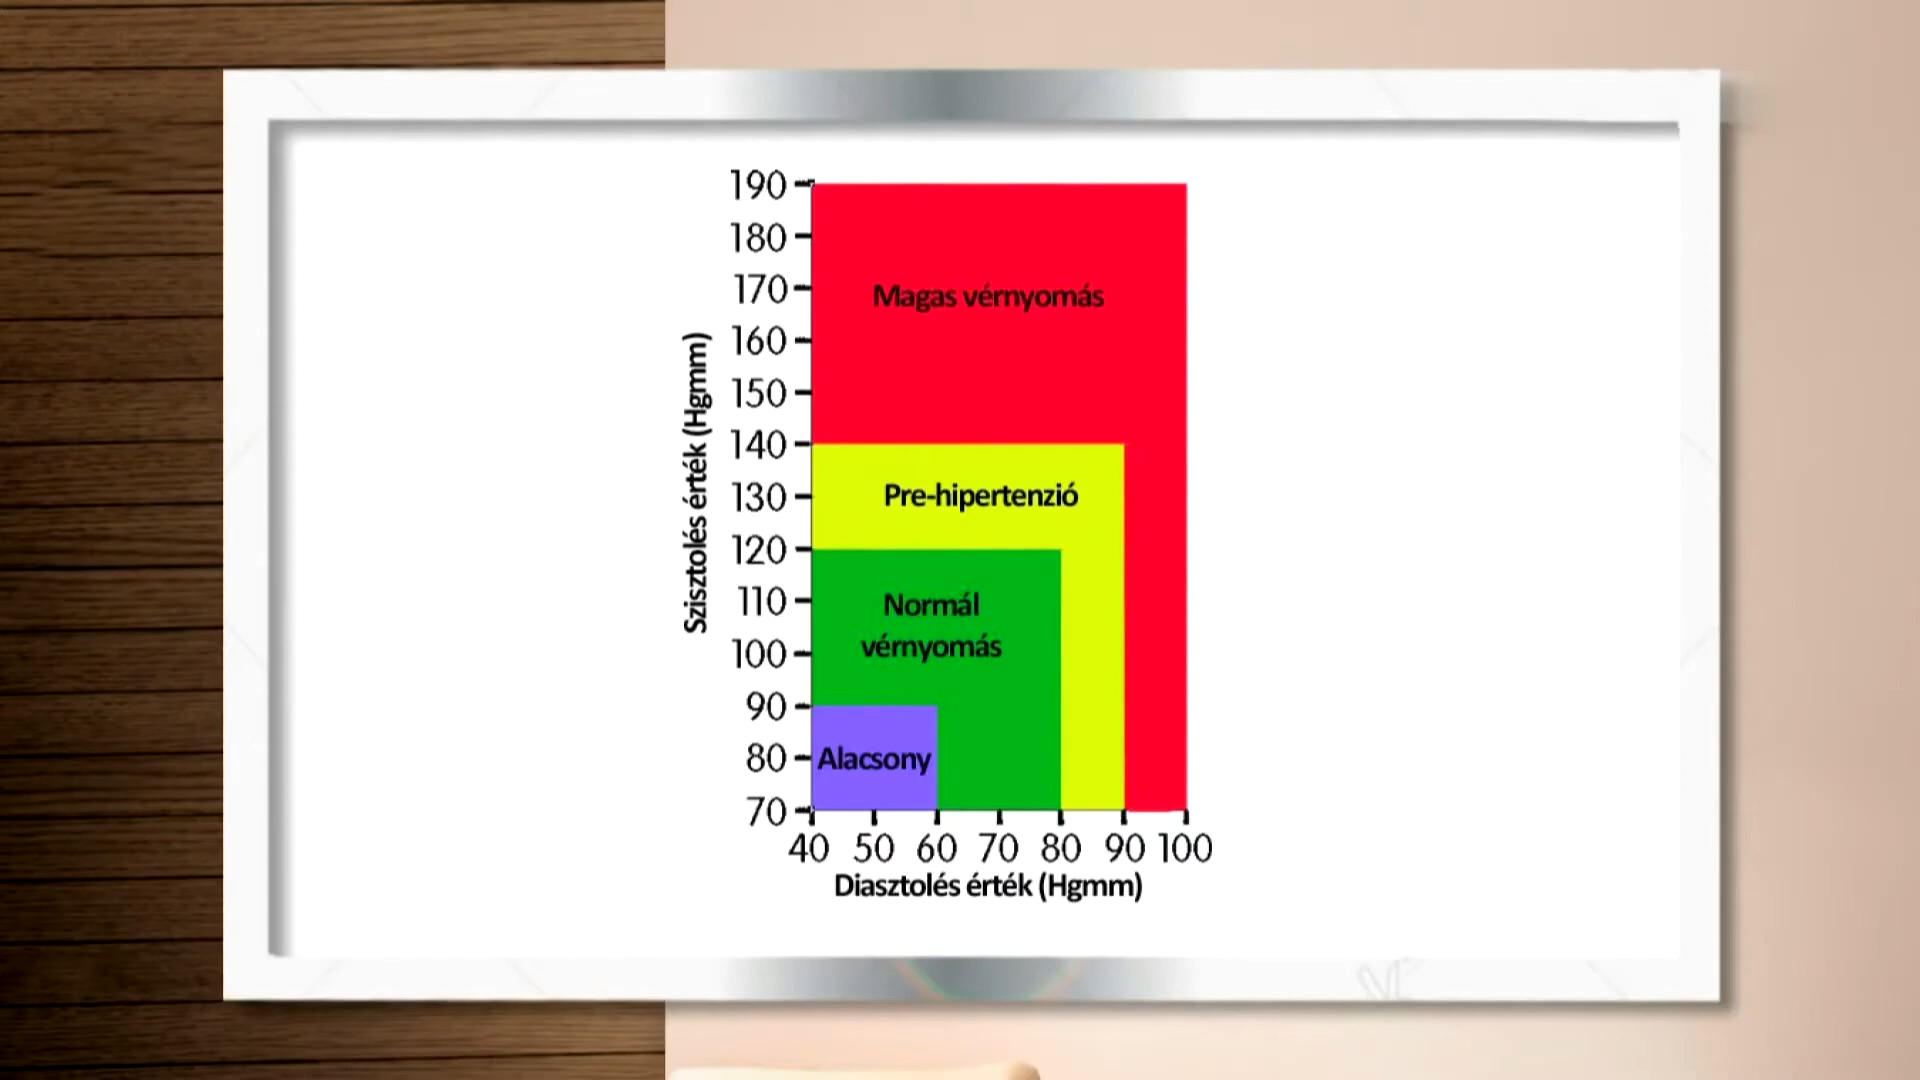 190
180
170
Magas vérnyomás
160
150
140
Pre-hipertenzió
130
120
110
Normál
vérnyomás
100
90
80
Alacsony
70
Szisztolés érték (Hgmm)
40 50 60 70 80 90 100
Diasztolés érték (Hgmm)